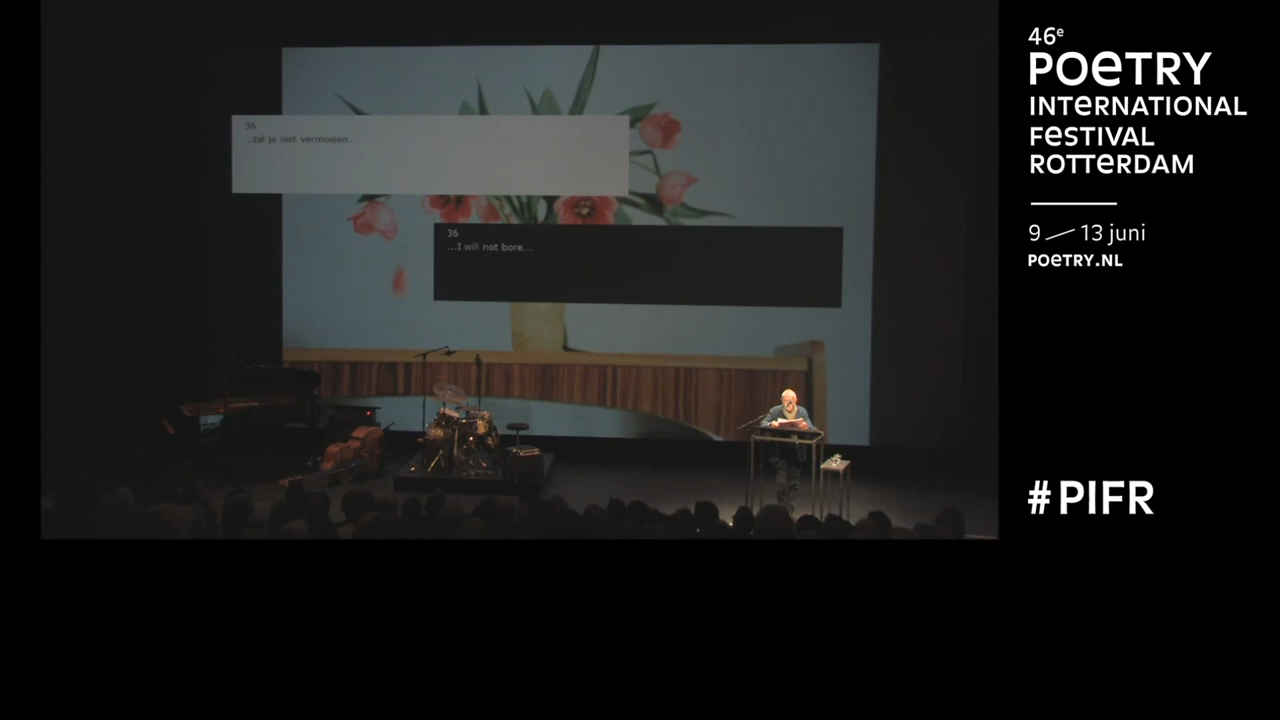 36
...zal je niet vermoeien...
36
...I will not bore...
46e
POeTRY
INTeRNATIONAL
FeSTIVAL
ROTTeRDAM
9 — 13 juni
POeTRY.NL
#PIFR